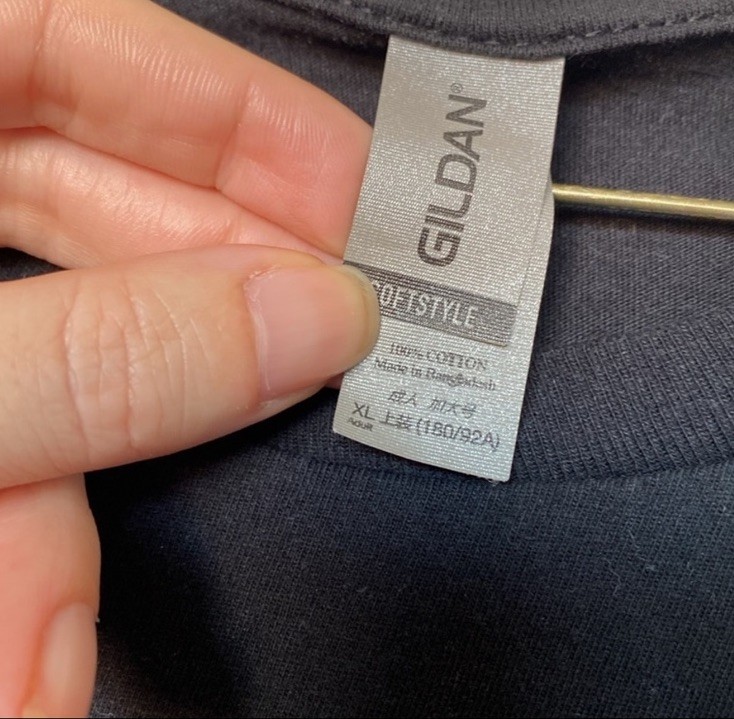 GILDAN®
SOFTSTYLE
100% COTTON
Made in Bangladesh
成人 加大号
XL 上装 (180/92A)
Adult